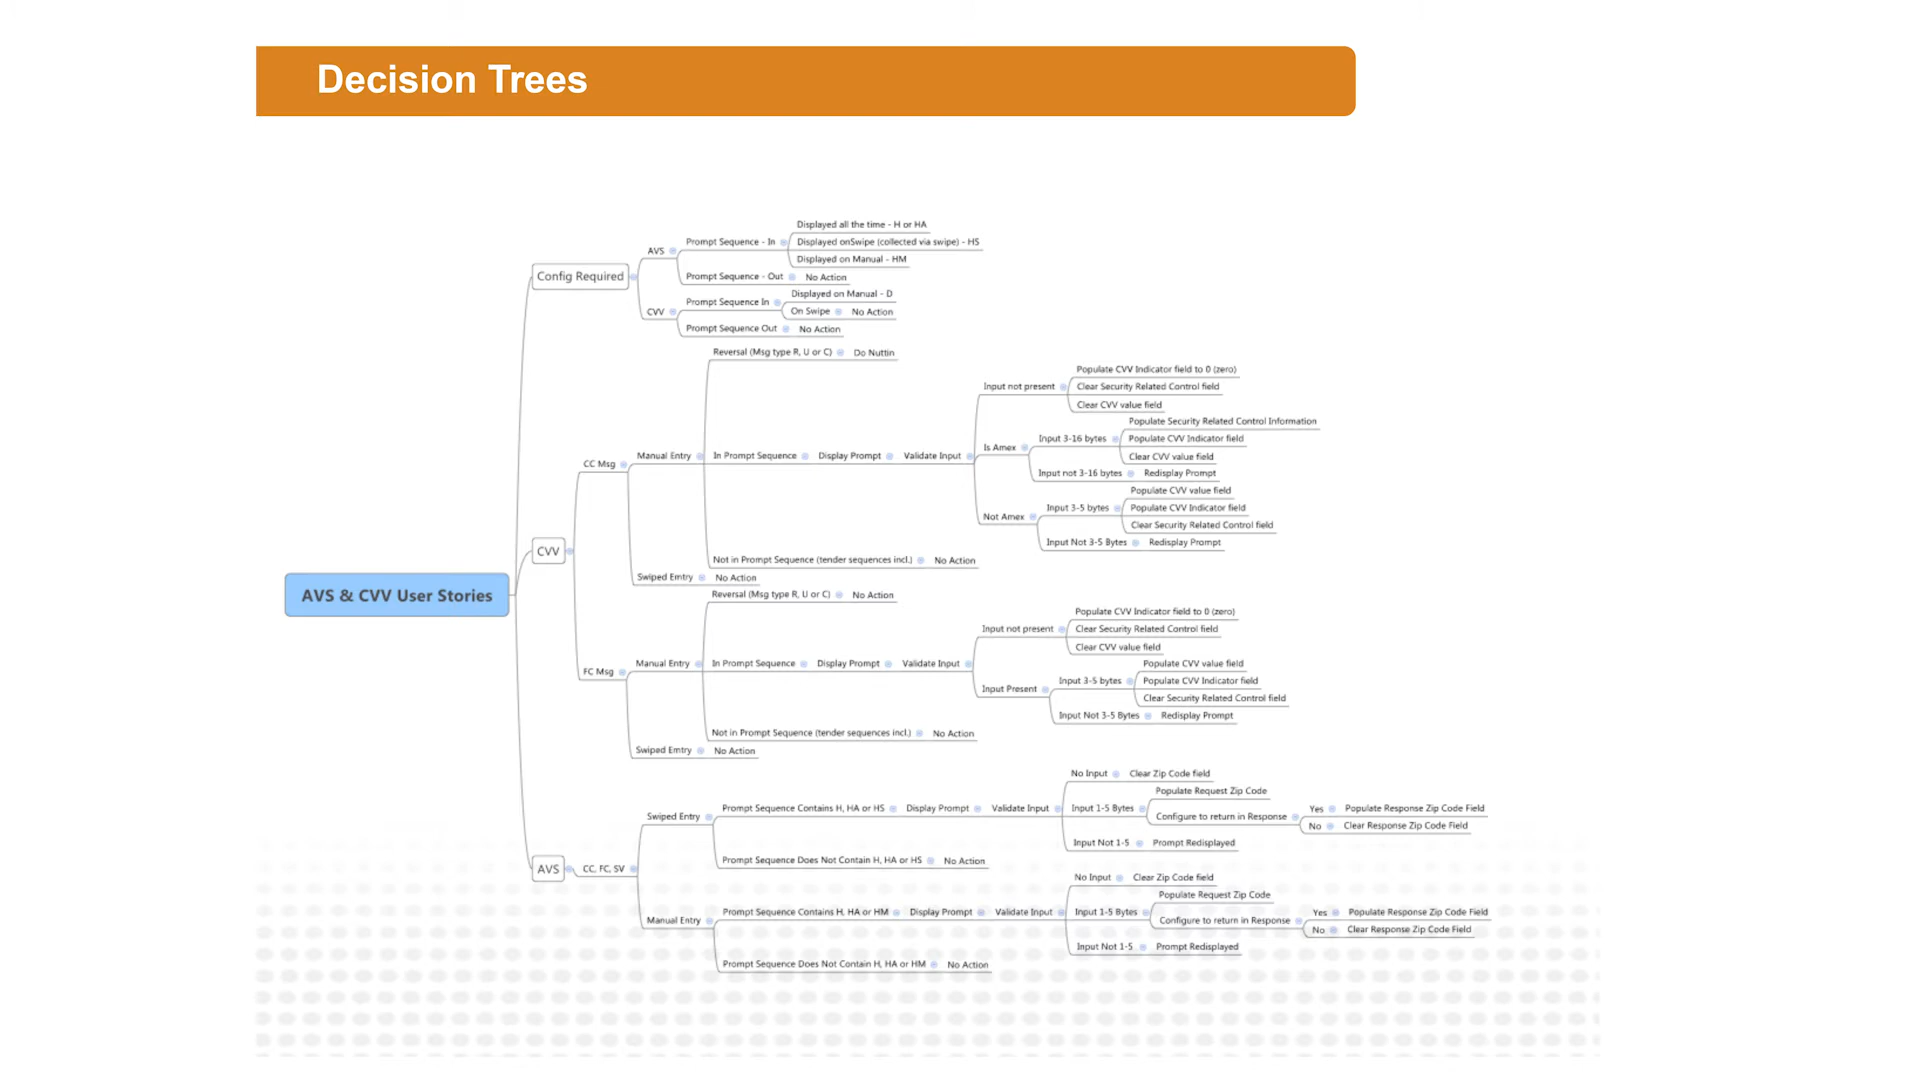 Decision Trees
Displayed all the time - H or HA
Prompt Sequence - In
Displayed onSwipe (collected via swipe) - HS
AVS
Displayed on Manual - HM
Config Required
Prompt Sequence - Out
No Action
Displayed on Manual - D
Prompt Sequence In
CVV
On Swipe
No Action
Prompt Sequence Out
No Action
Reversal (Msg type R, U or C)
Do Nuttin
Populate CVV Indicator field to 0 (zero)
Input not present
Clear Security Related Control field
Clear CVV value field
Populate Security Related Control Information
Is Amex
Input 3-16 bytes
Populate CVV Indicator field
CC Msg
Manual Entry
In Prompt Sequence
Display Prompt
Validate Input
Clear CVV value field
Input not 3-16 bytes
Redisplay Prompt
Populate CVV value field
Not Amex
Input 3-5 bytes
Populate CVV Indicator field
Clear Security Related Control field
Input Not 3-5 Bytes
Redisplay Prompt
CVV
Not in Prompt Sequence (tender sequences incl.)
No Action
Swiped Emtry
No Action
AVS & CVV User Stories
Reversal (Msg type R, U or C)
No Action
Populate CVV Indicator field to 0 (zero)
Input not present
Clear Security Related Control field
Clear CVV value field
FC Msg
Manual Entry
In Prompt Sequence
Display Prompt
Validate Input
Populate CVV value field
Input Present
Input 3-5 bytes
Populate CVV Indicator field
Clear Security Related Control field
Input Not 3-5 Bytes
Redisplay Prompt
Not in Prompt Sequence (tender sequences incl.)
No Action
Swiped Emtry
No Action
No Input
Clear Zip Code field
Populate Request Zip Code
Swiped Entry
Prompt Sequence Contains H, HA or HS
Display Prompt
Validate Input
Input 1-5 Bytes
Configure to return in Response
Yes
Populate Response Zip Code Field
No
Clear Response Zip Code Field
Input Not 1-5
Prompt Redisplayed
Prompt Sequence Does Not Contain H, HA or HS
No Action
AVS
CC, FC, SV
No Input
Clear Zip Code field
Populate Request Zip Code
Manual Entry
Prompt Sequence Contains H, HA or HM
Display Prompt
Validate Input
Input 1-5 Bytes
Configure to return in Response
Yes
Populate Response Zip Code Field
No
Clear Response Zip Code Field
Input Not 1-5
Prompt Redisplayed
Prompt Sequence Does Not Contain H, HA or HM
No Action